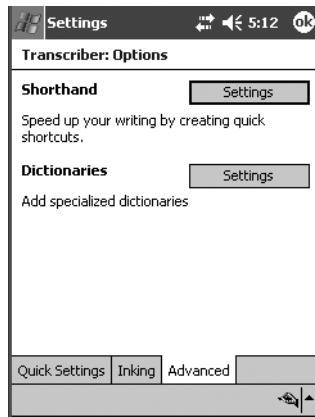 Settings 5:12 ok
Transcriber: Options
Shorthand Settings
Speed up your writing by creating quick
shortcuts.
Dictionaries Settings
Add specialized dictionaries
Quick Settings Inking Advanced